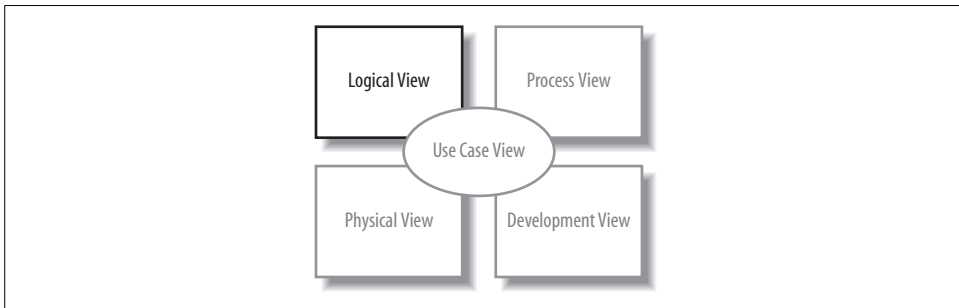 Logical View
Process View
Use Case View
Physical View
Development View